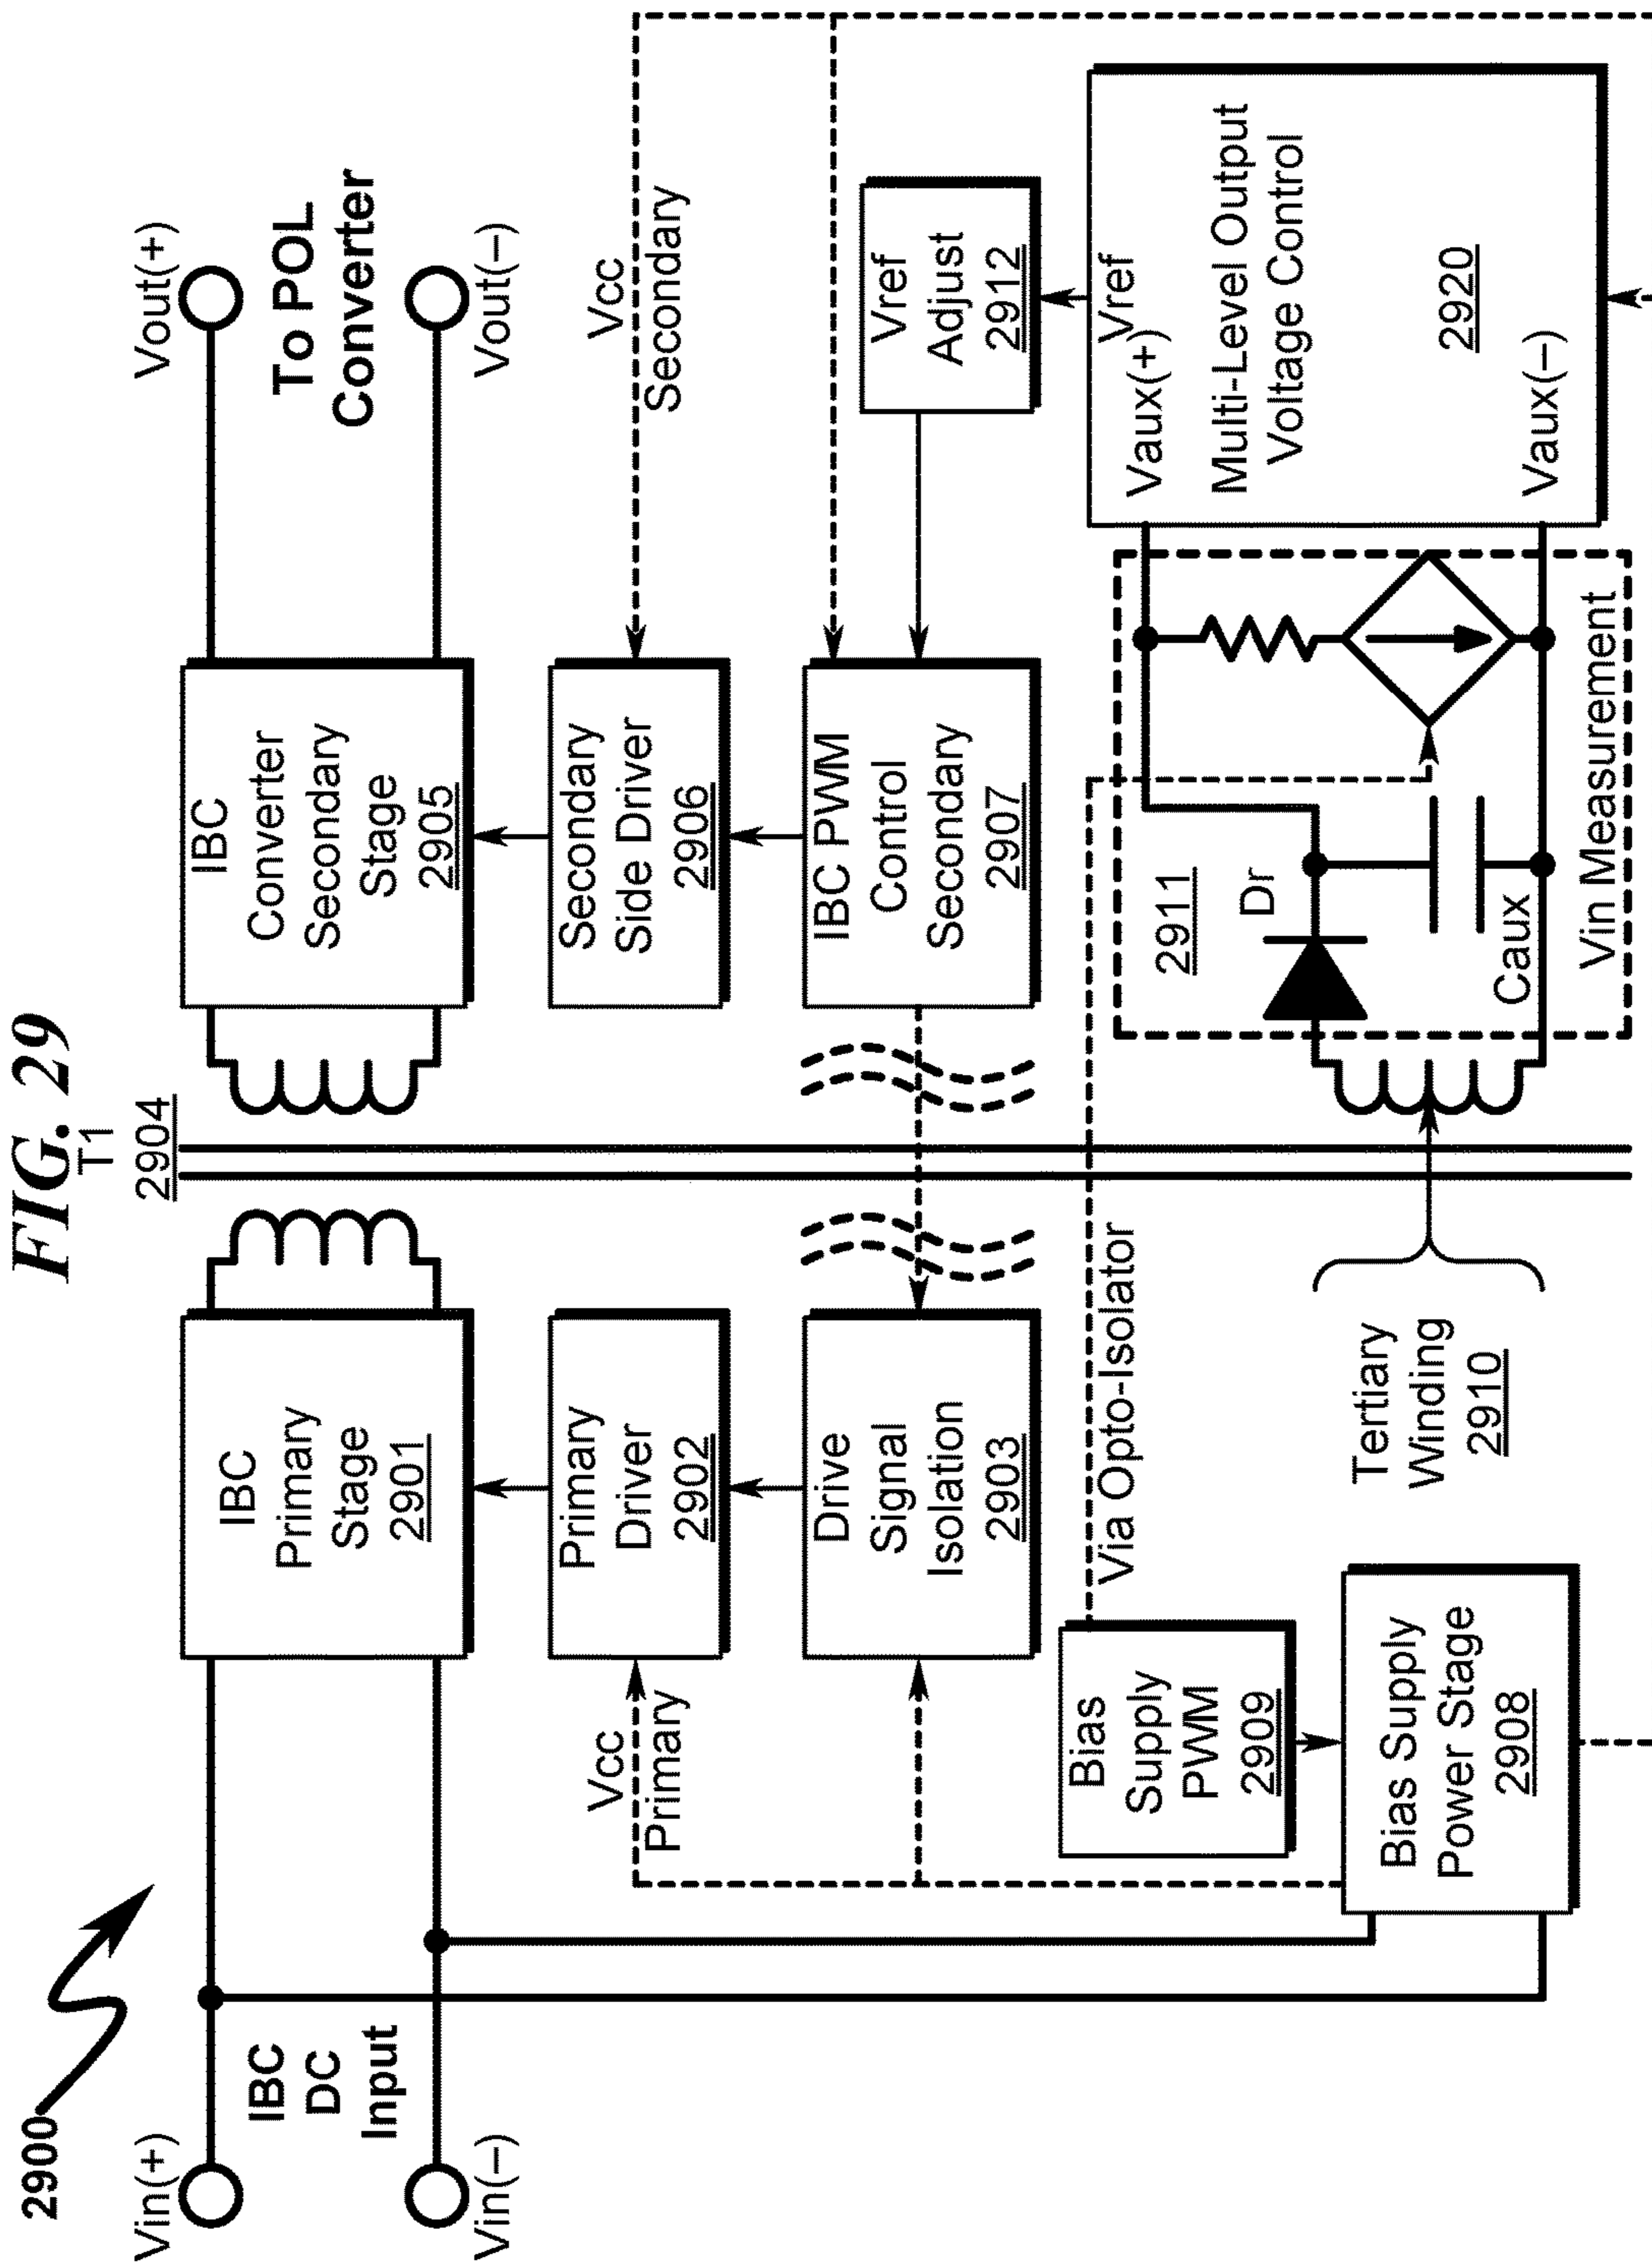 FIG. 29
2900
T1
2904
Vin(+)
IBC
DC
Input
Vin(–)
IBC
Primary
Stage
2901
IBC
Converter
Secondary
Stage
2905
Vout(+)
To POL
Converter
Vout(–)
Vcc
Primary
Primary
Driver
2902
Secondary
Side Driver
2906
Vcc
Secondary
Drive
Signal
Isolation
2903
IBC PWM
Control
Secondary
2907
Vref
Adjust
2912
Bias
Supply
PWM
2909
Via Opto-Isolator
Bias Supply
Power Stage
2908
Tertiary
Winding
2910
2911
Dr
Caux
Vin Measurement
Vref
Vaux(+)
Multi-Level Output
Voltage Control
2920
Vaux(–)